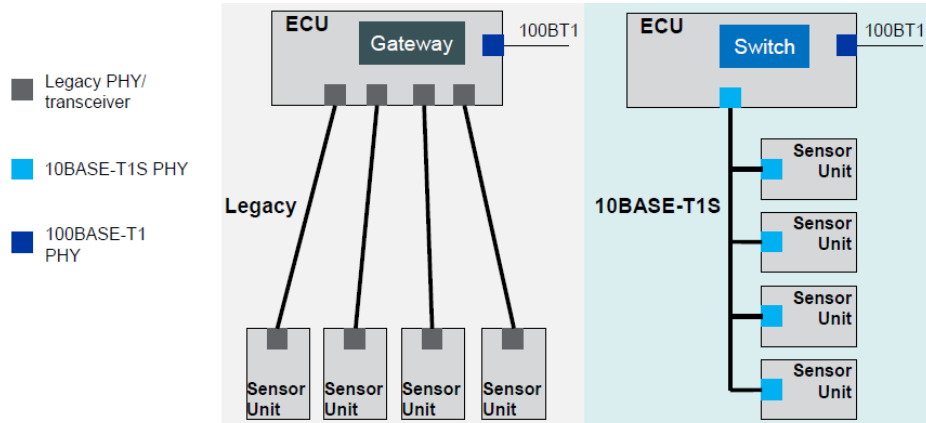 Legacy PHY/
transceiver
10BASE-T1S PHY
100BASE-T1
PHY
ECU
Gateway
100BT1
Legacy
Sensor
Unit
Sensor
Unit
Sensor
Unit
Sensor
Unit
ECU
Switch
100BT1
10BASE-T1S
Sensor
Unit
Sensor
Unit
Sensor
Unit
Sensor
Unit